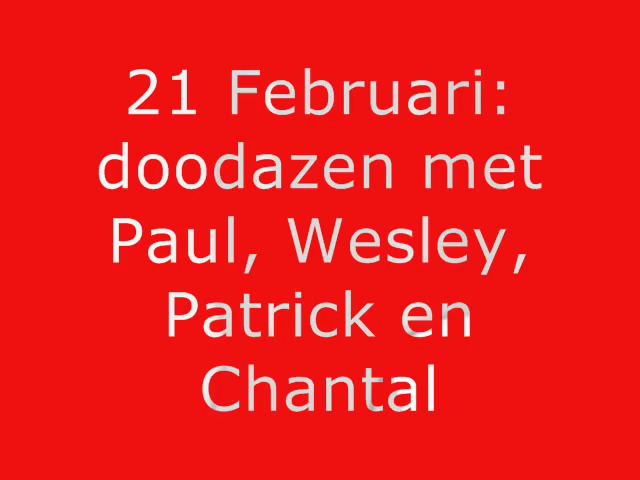 21 Februari:
doodazen met
Paul, Wesley,
Patrick en
Chantal